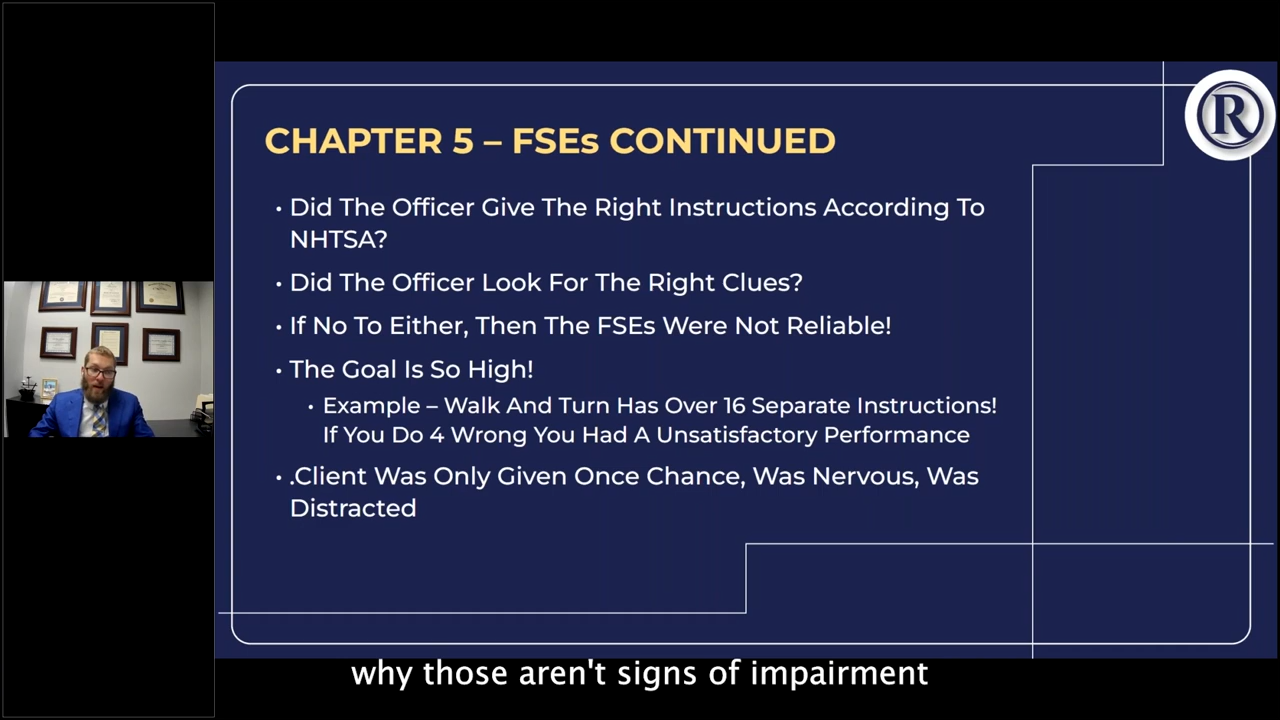 R
CHAPTER 5 – FSEs CONTINUED
• Did The Officer Give The Right Instructions According To
NHTSA?
• Did The Officer Look For The Right Clues?
• If No To Either, Then The FSEs Were Not Reliable!
• The Goal Is So High!
• Example – Walk And Turn Has Over 16 Separate Instructions!
If You Do 4 Wrong You Had A Unsatisfactory Performance
• .Client Was Only Given Once Chance, Was Nervous, Was
Distracted
why those aren't signs of impairment